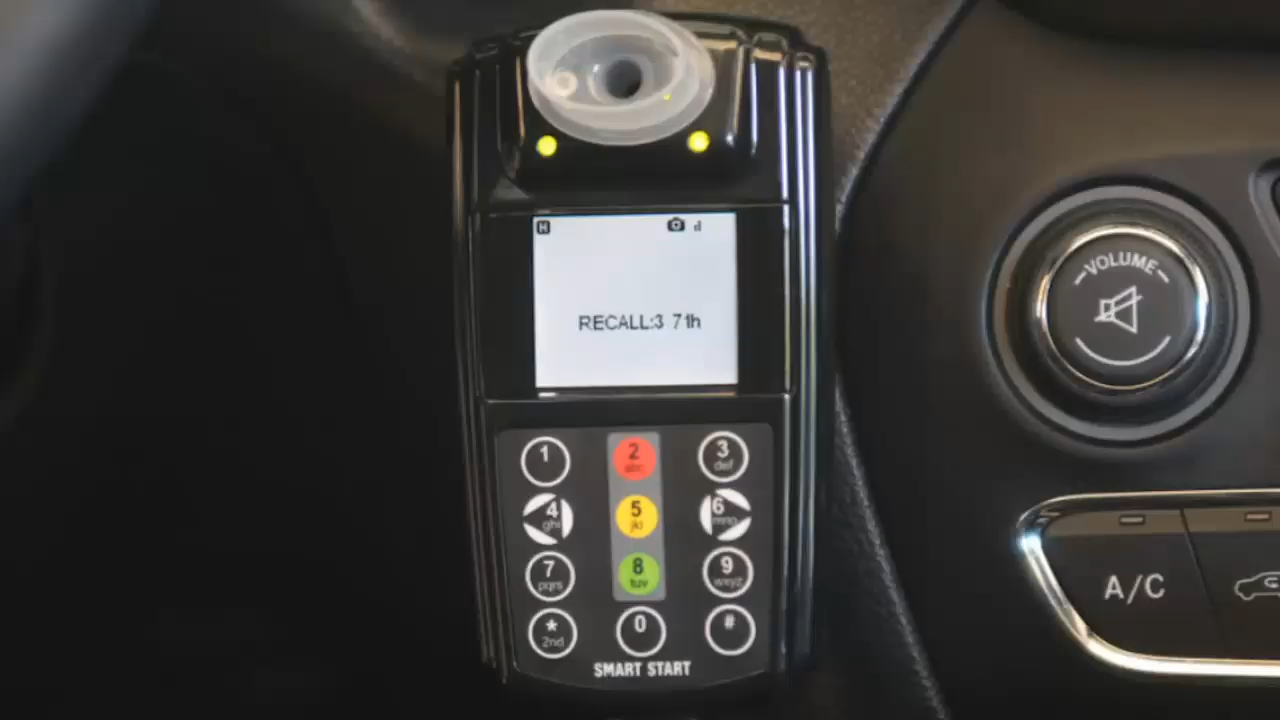 H
d
RECALL:3 71h
1
2
abc
3
def
4
ghi
5
jkl
6
mno
7
pqrs
8
tuv
9
wxyz
*
2nd
0
#
SMART START
VOLUME
A/C